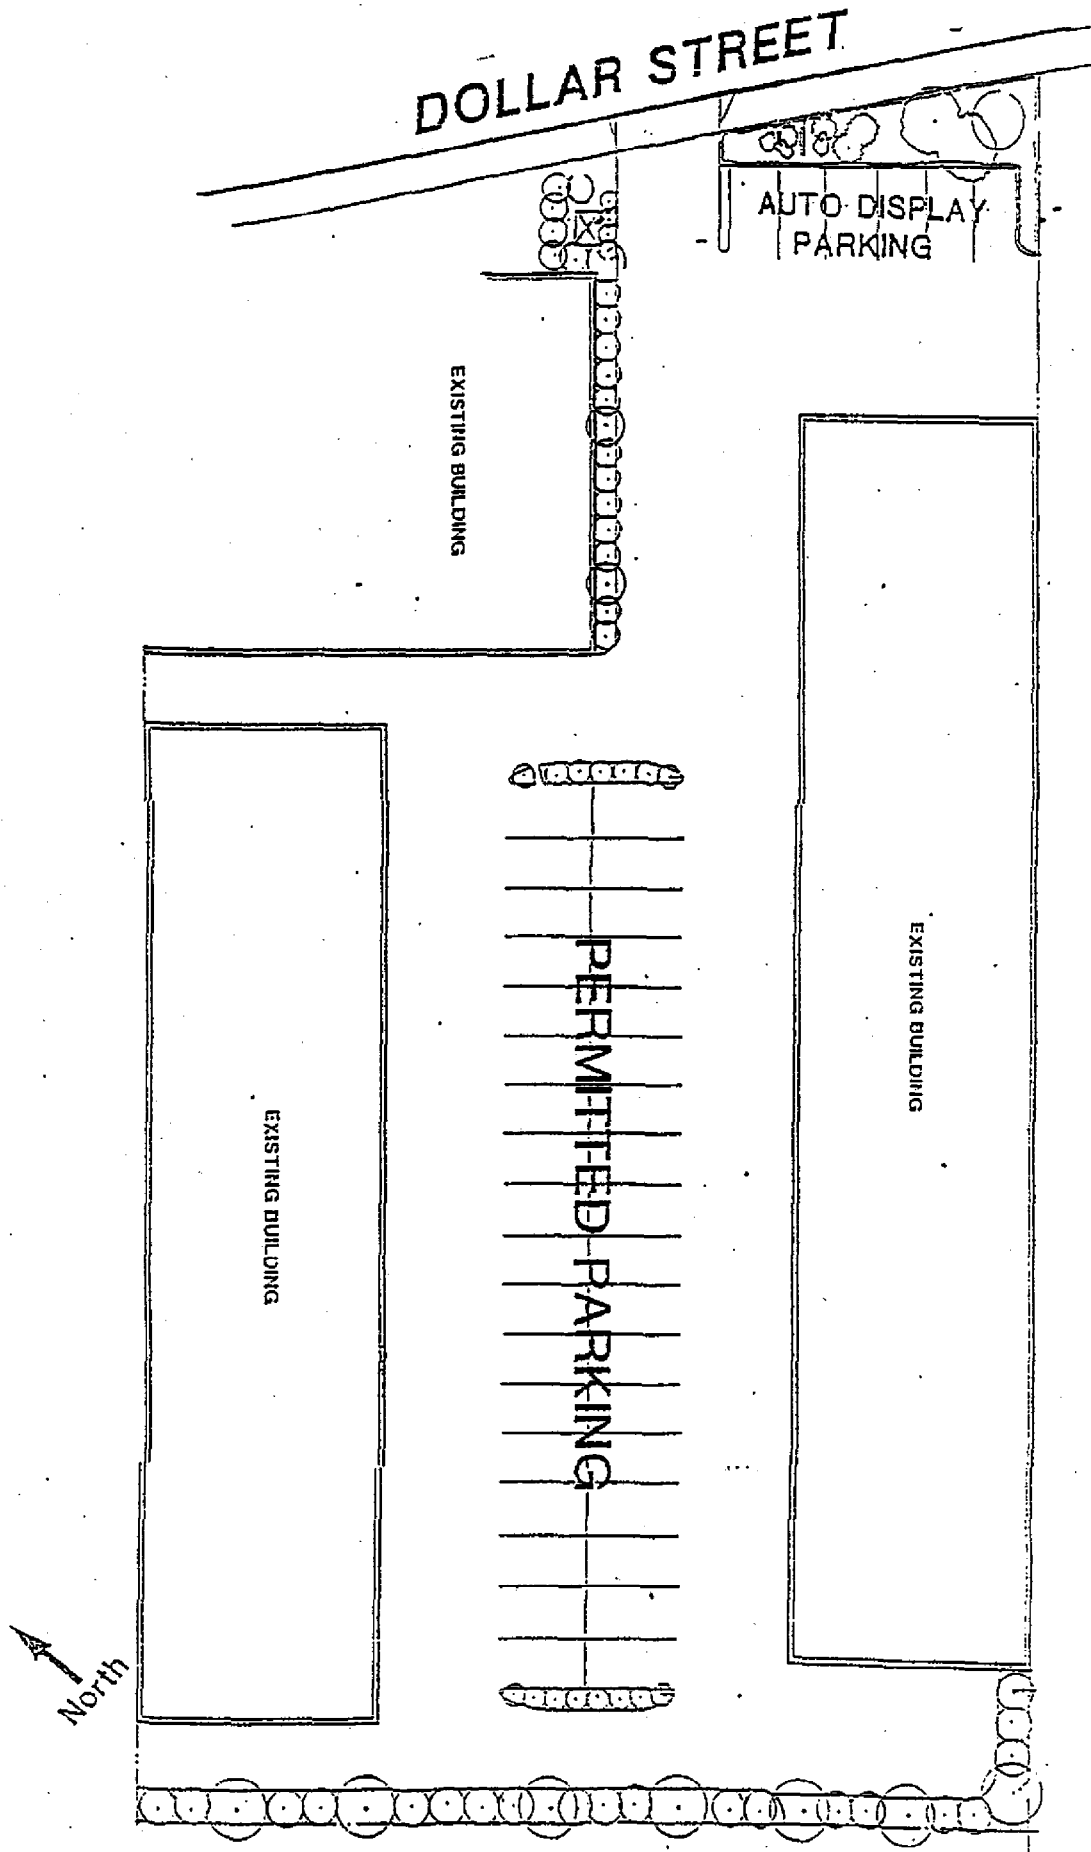 DOLLAR STREET
AUTO DISPLAY
PARKING
EXISTING BUILDING
EXISTING BUILDING
PERMITTED PARKING
EXISTING BUILDING
North